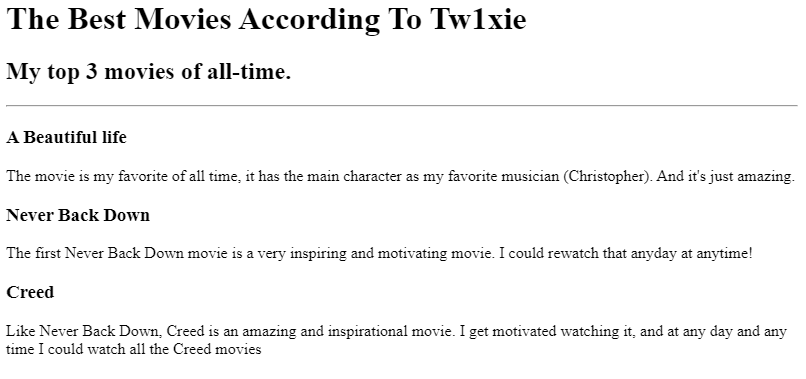 The Best Movies According To Tw1xie
My top 3 movies of all-time.
A Beautiful life
The movie is my favorite of all time, it has the main character as my favorite musician (Christopher). And it's just amazing.
Never Back Down
The first Never Back Down movie is a very inspiring and motivating movie. I could rewatch that anyday at anytime!
Creed
Like Never Back Down, Creed is an amazing and inspirational movie. I get motivated watching it, and at any day and any
time I could watch all the Creed movies